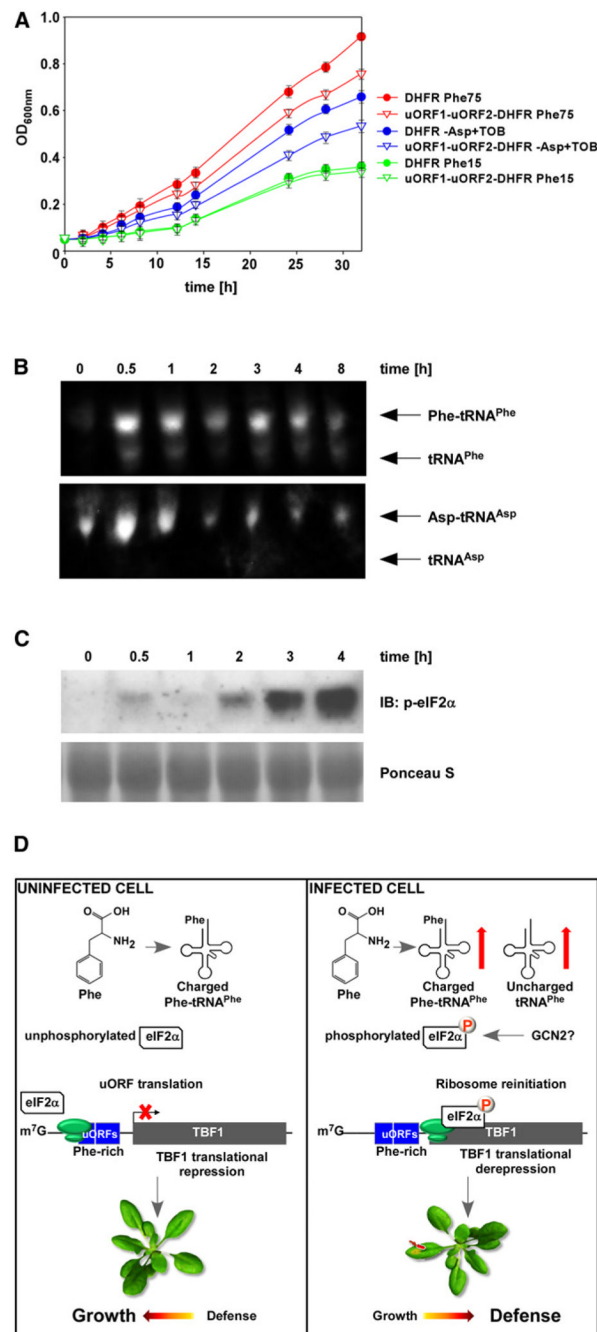 A
OD600nm
1.0
0.8
0.6
0.4
0.2
0
0 5 10 15 20 25 30
time [h]
DHFR Phe75
uORF1-uORF2-DHFR Phe75
DHFR -Asp+TOB
uORF1-uORF2-DHFR -Asp+TOB
DHFR Phe15
uORF1-uORF2-DHFR Phe15
B
0 0.5 1 2 3 4 8 time [h]
Phe-tRNAPhe
tRNAPhe
Asp-tRNAAsp
tRNAAsp
C
0 0.5 1 2 3 4 time [h]
IB: p-eIF2α
Ponceau S
D
UNINFECTED CELL
O OH
NH2
Phe
Charged
Phe-tRNAPhe
unphosphorylated eIF2α
uORF translation
eIF2α
m7G uORFs TBF1
Phe-rich
TBF1 translational
repression
Growth Defense
INFECTED CELL
O OH
NH2
Phe
Phe
Charged
Phe-tRNAPhe
Uncharged
tRNAPhe
phosphorylated eIF2α P GCN2?
Ribosome reinitiation
eIF2α P
m7G uORFs TBF1
Phe-rich
TBF1 translational
derepression
Growth Defense